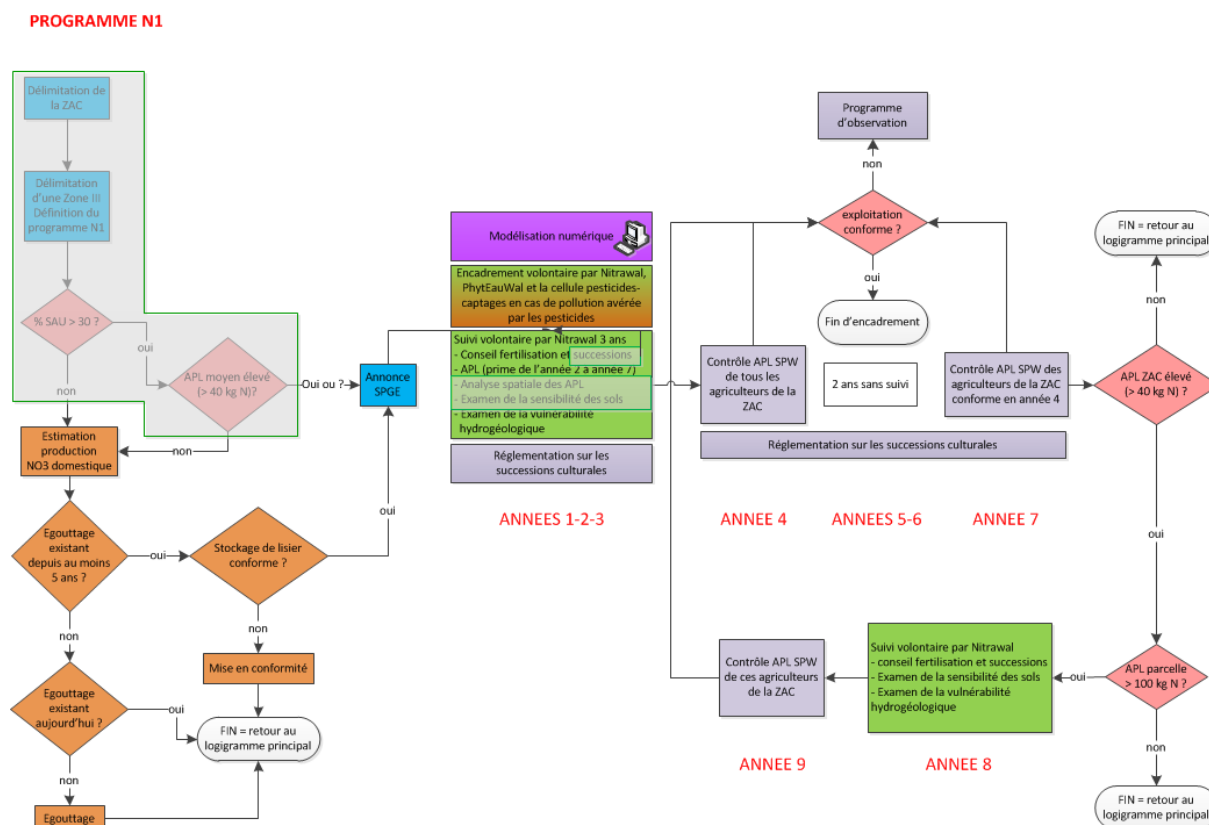 PROGRAMME N1
Délimitation de
la ZAC
Délimitation
d'une Zone III
Définition du
programme N1
% SAU > 30 ?
oui
non
APL moyen élevé
(> 40 kg N)?
Oui ou ?
non
Estimation
production
NO3 domestique
Egouttage
existant
depuis au moins
5 ans ?
oui
non
Stockage de lisier
conforme ?
oui
non
Mise en conformité
Egouttage
existant
aujourd'hui ?
oui
non
FIN = retour au
logigramme principal
Egouttage
Annonce
SPGE
Modélisation numérique
Encadrement volontaire par Nitrawal,
PhytEauWal et la cellule pesticides-
captages en cas de pollution avérée
par les pesticides
Suivi volontaire par Nitrawal 3 ans
- Conseil fertilisation et successions
- APL (prime de l'année 2 a année 7)
- Analyse spatiale des APL
- Examen de la sensibilité des sols
- Examen de la vulnérabilité
hydrogéologique
Réglementation sur les
successions culturales
ANNEES 1-2-3
Programme
d'observation
non
exploitation
conforme ?
oui
Fin d'encadrement
Contrôle APL SPW
de tous les
agriculteurs de la
ZAC
2 ans sans suivi
Contrôle APL SPW des
agriculteurs de la ZAC
conforme en année 4
Réglementation sur les successions culturales
ANNEE 4
ANNEES 5-6
ANNEE 7
FIN = retour au
logigramme principal
non
APL ZAC élevé
(> 40 kg N) ?
oui
APL parcelle
> 100 kg N ?
oui
non
FIN = retour au
logigramme principal
Suivi volontaire par Nitrawal
- conseil fertilisation et successions
- Examen de la sensibilité des sols
- Examen de la vulnérabilité
hydrogéologique
Contrôle APL SPW
de ces agriculteurs
de la ZAC
ANNEE 9
ANNEE 8